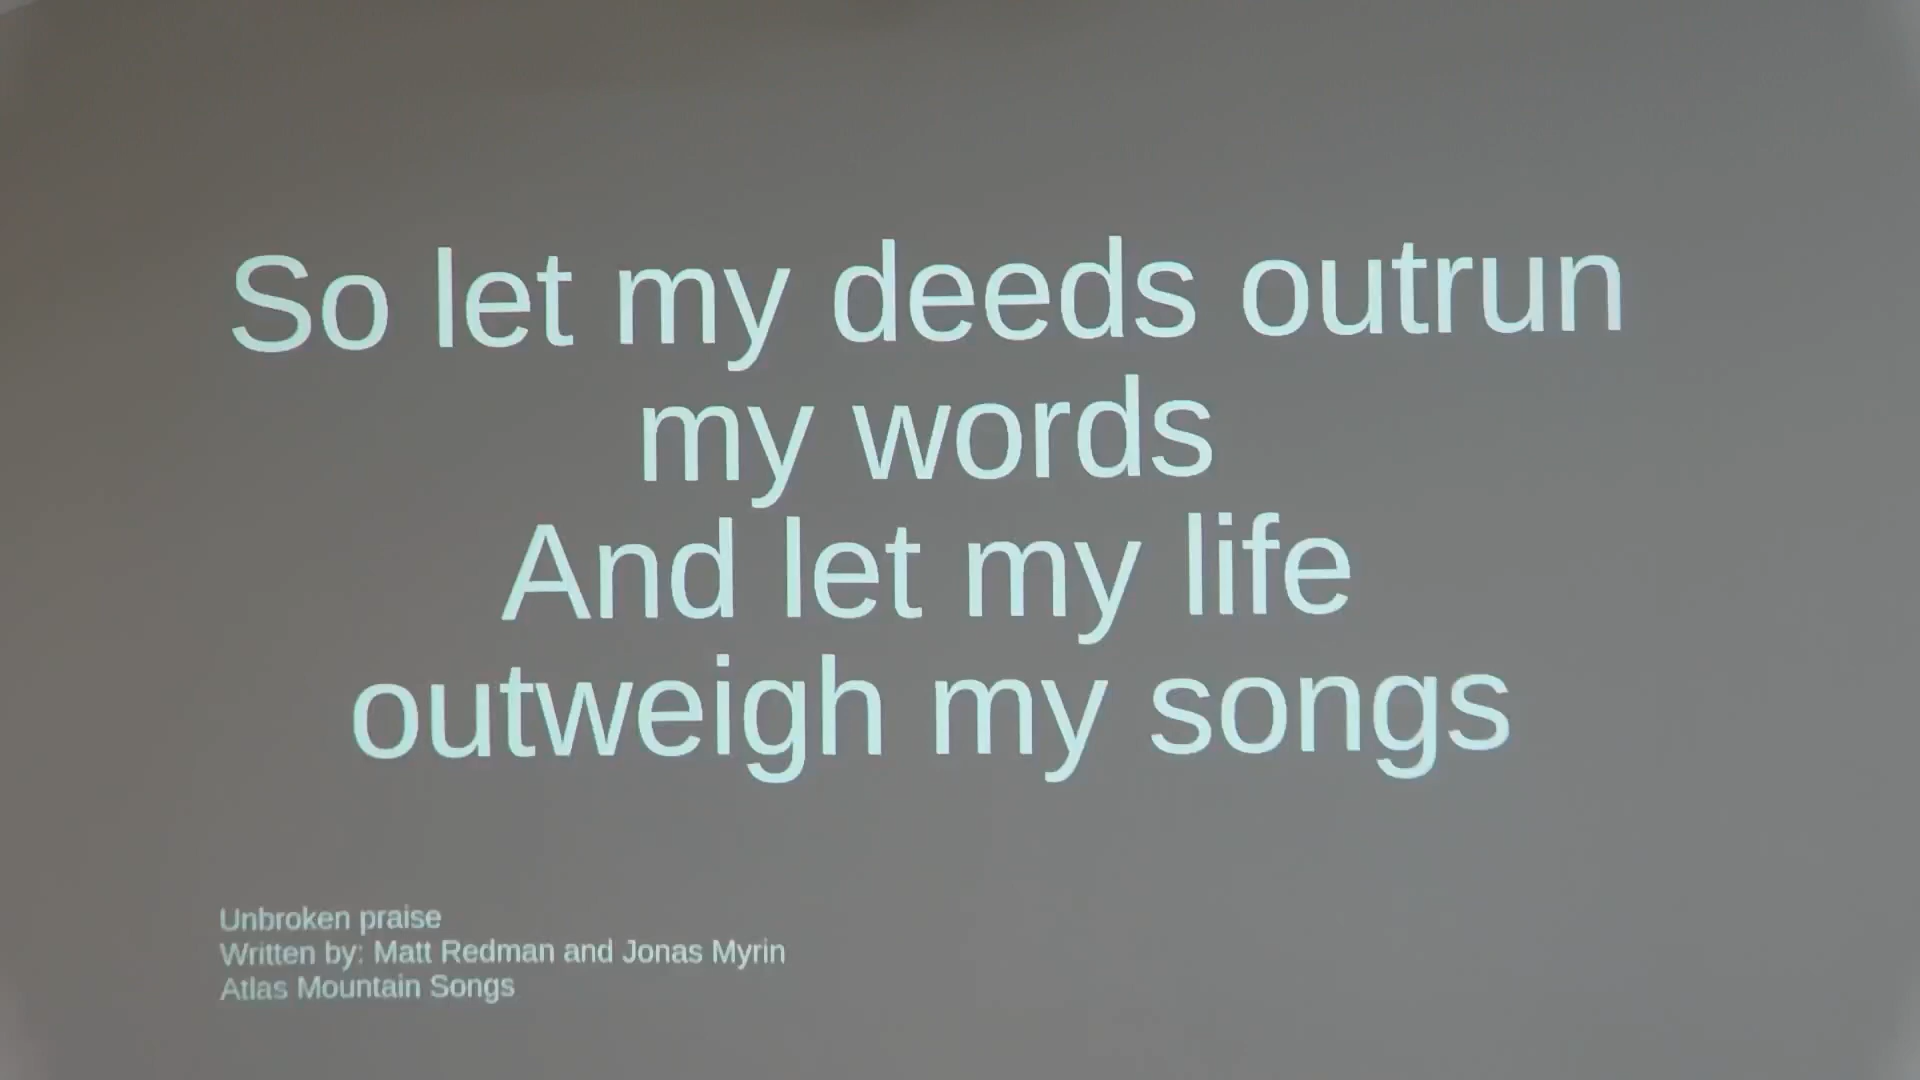 So let my deeds outrun
my words
And let my life
outweigh my songs
Unbroken praise
Written by: Matt Redman and Jonas Myrin
Atlas Mountain Songs